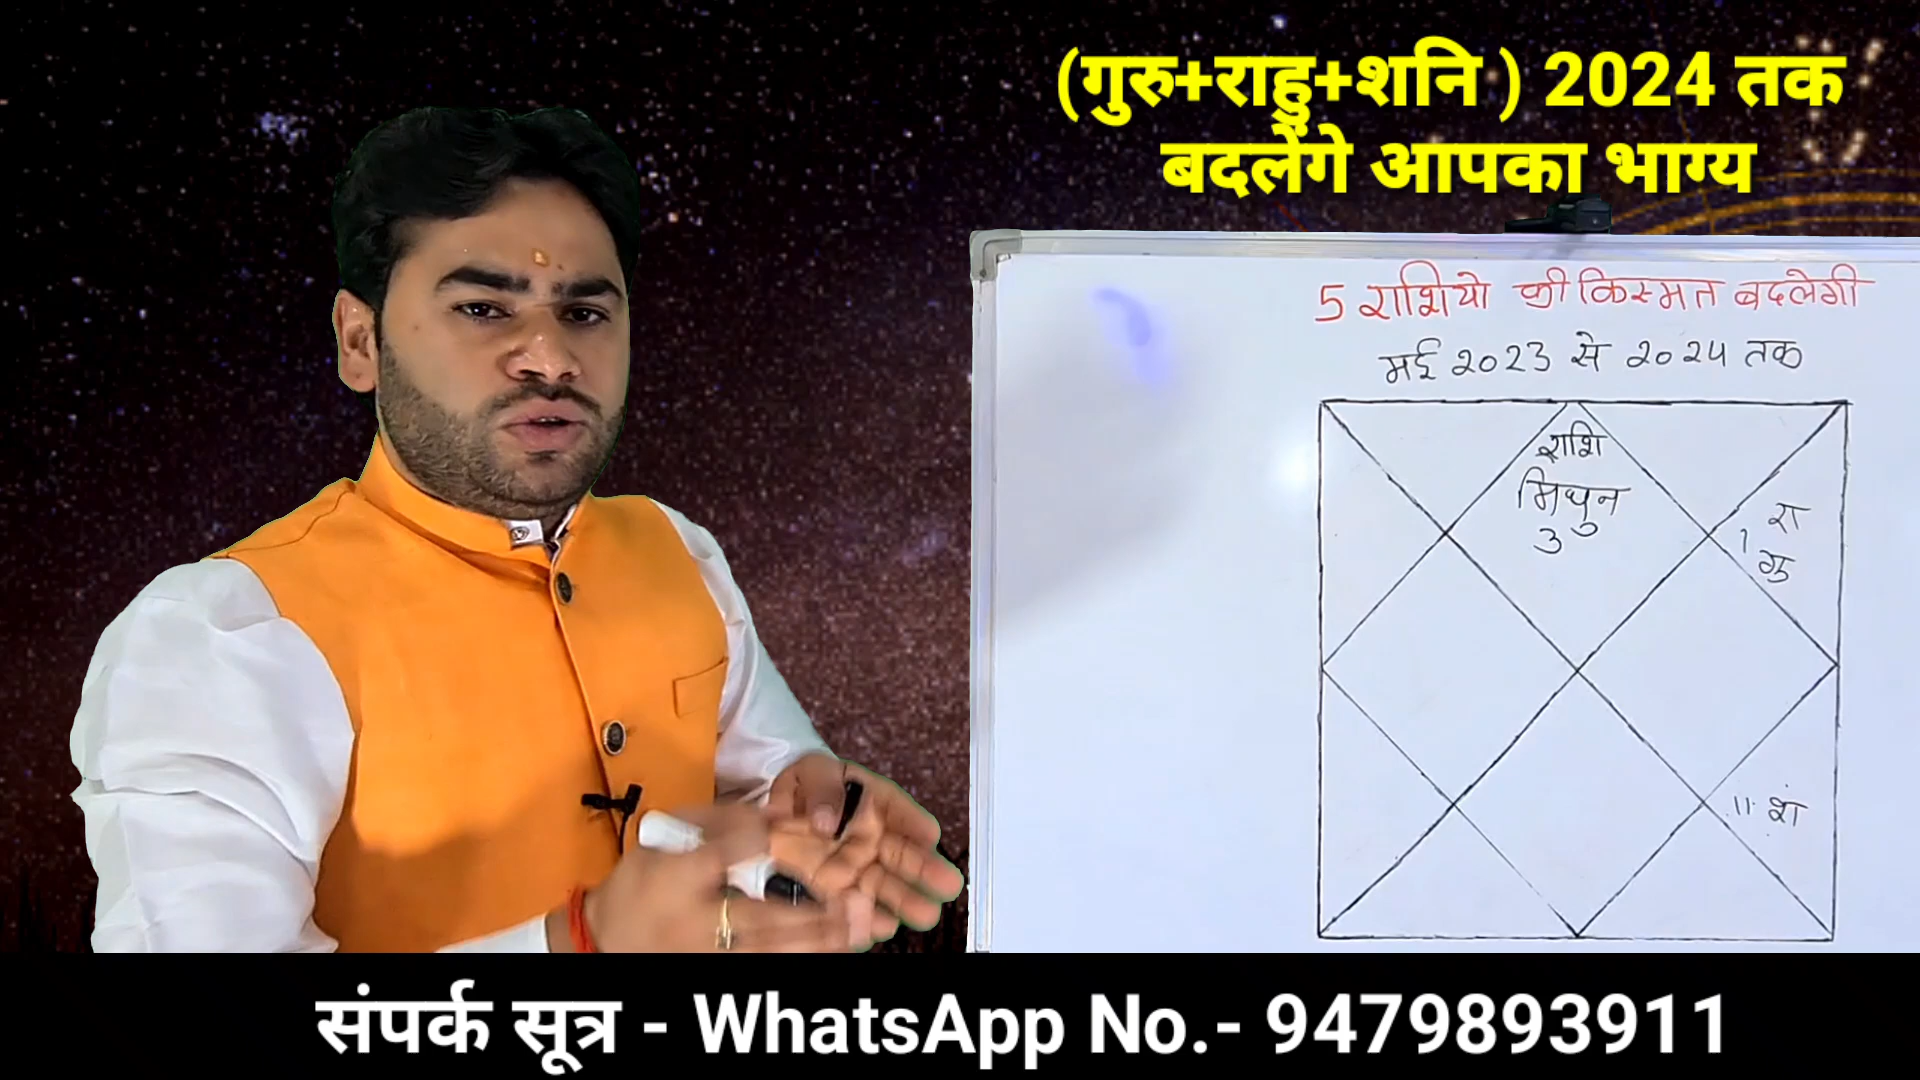 (गुरु+राहु+शनि ) 2024 तक
बदलेंगे आपका भाग्य
5 राशियो की किस्मत बदलेगी
मई 2023 से 2024 तक
राशि
मिथुन
3
रा
1
गु
11 श
संपर्क सूत्र - WhatsApp No.- 9479893911